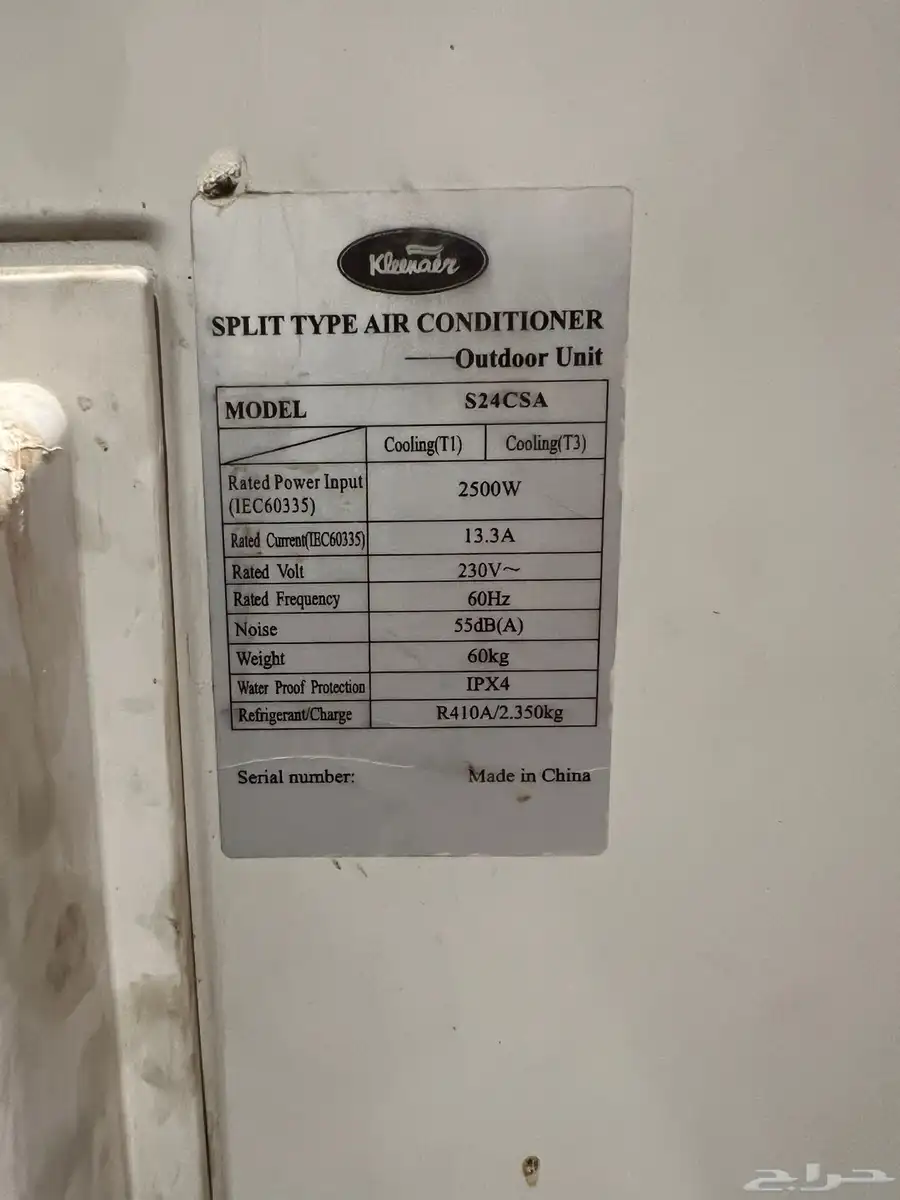 Kleenair
SPLIT TYPE AIR CONDITIONER
——Outdoor Unit
MODEL S24CSA
Cooling(T1) Cooling(T3)
Rated Power Input
(IEC60335) 2500W
Rated Current(IEC60335) 13.3A
Rated Volt 230V~
Rated Frequency 60Hz
Noise 55dB(A)
Weight 60kg
Water Proof Protection IPX4
Refrigerant/Charge R410A/2.350kg
Serial number: Made in China
حراج